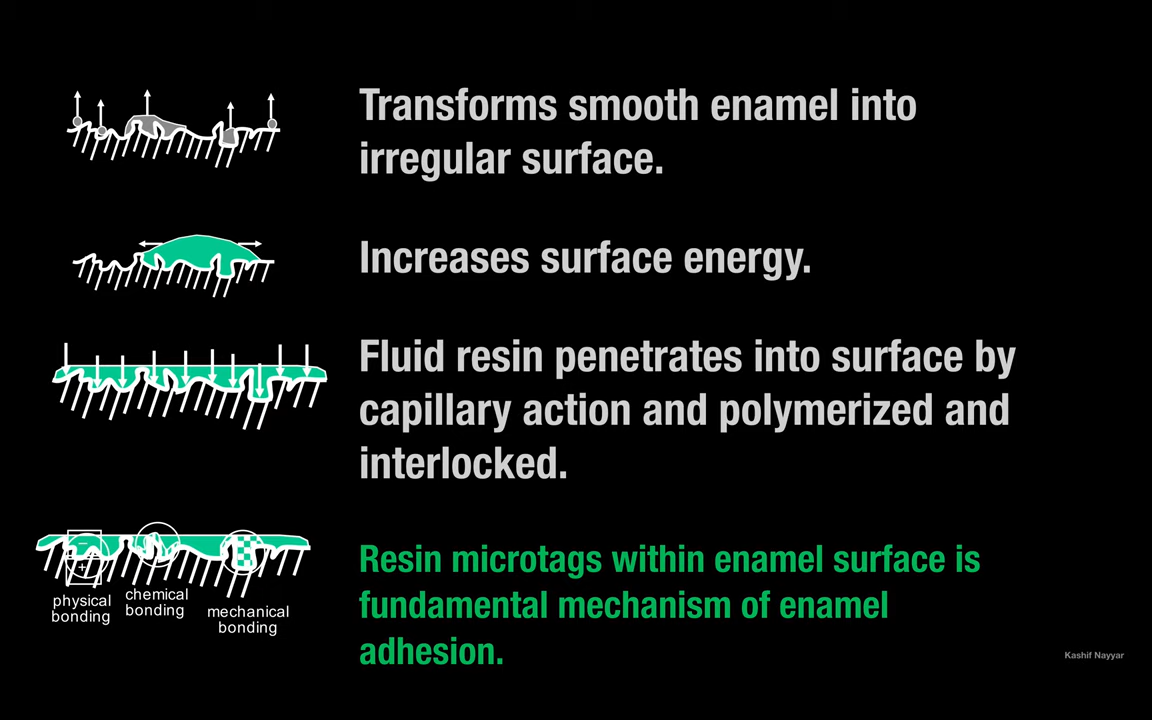 Transforms smooth enamel into
irregular surface.
Increases surface energy.
Fluid resin penetrates into surface by
capillary action and polymerized and
interlocked.
− 
+
physical
bonding
chemical
bonding
mechanical
bonding
Resin microtags within enamel surface is
fundamental mechanism of enamel
adhesion.
Kashif Nayyar